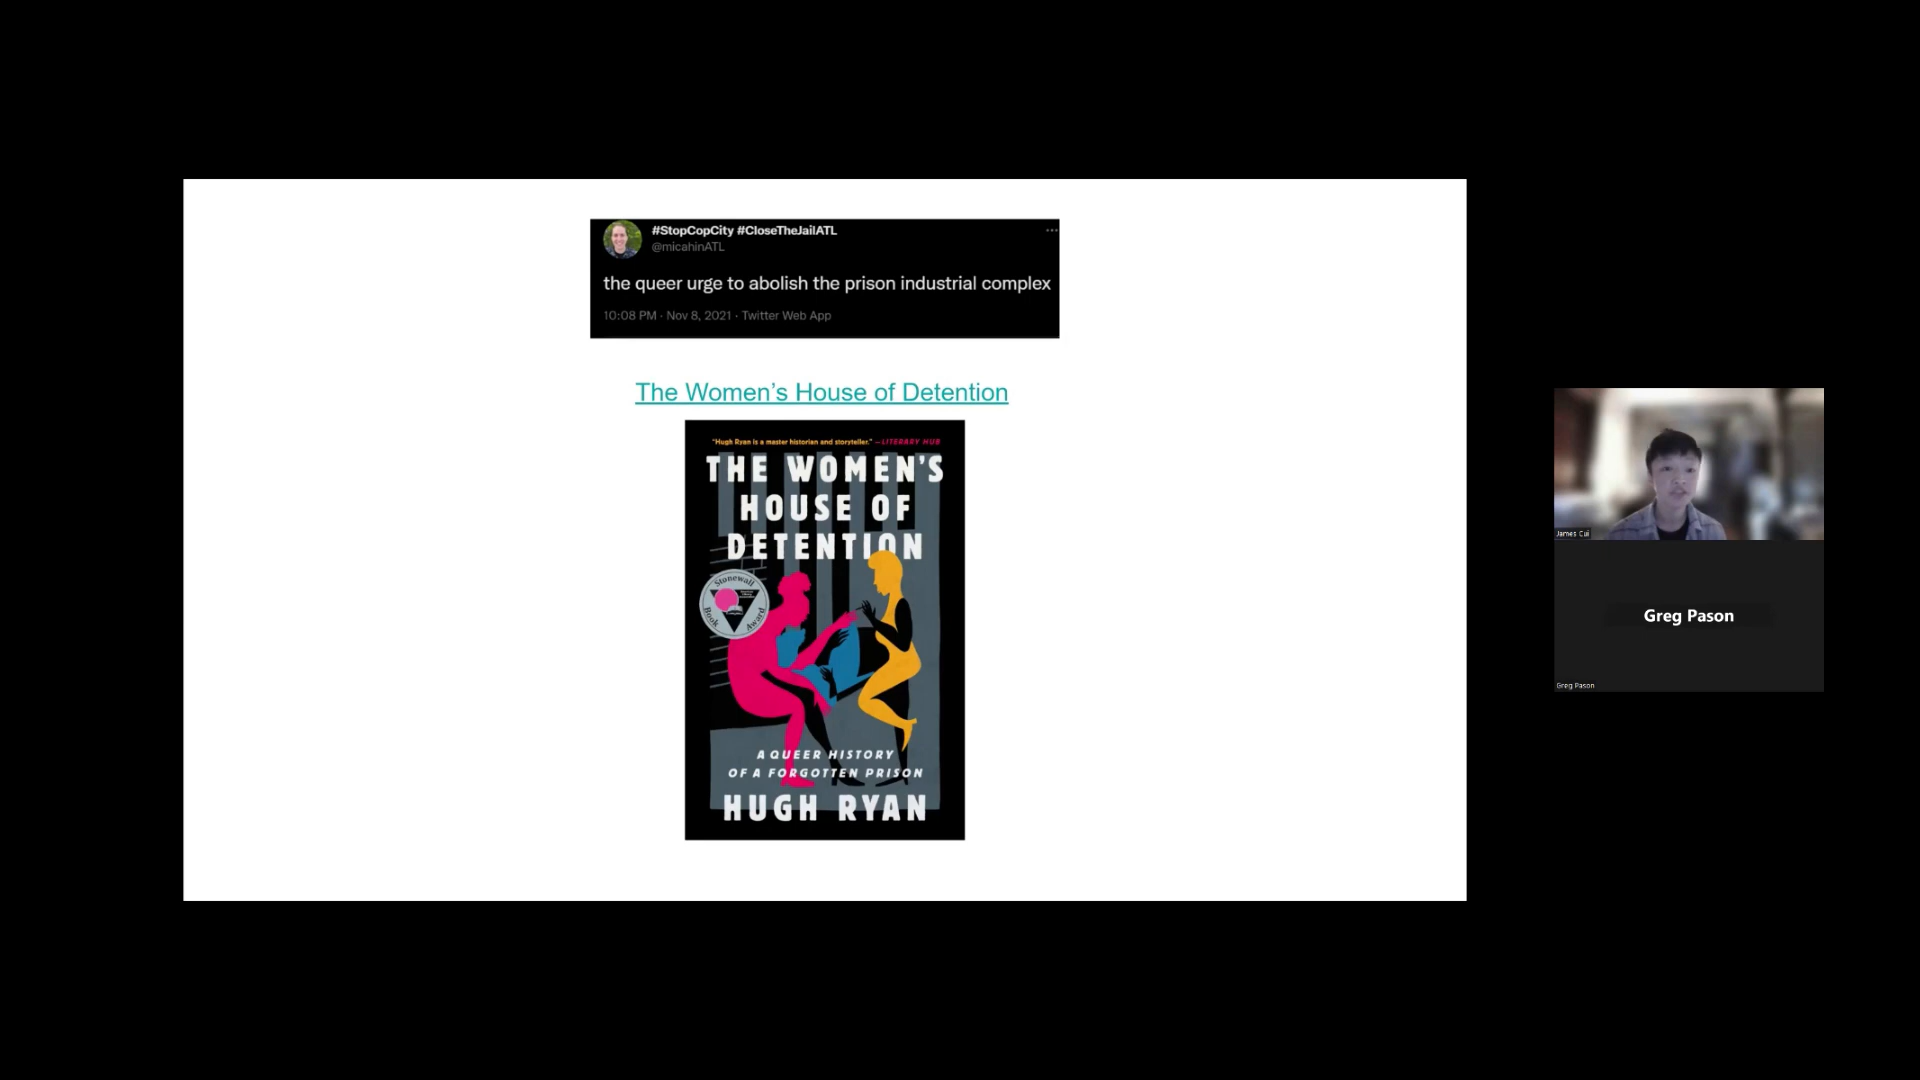 #StopCopCity #CloseTheJailATL
@micahinATL
the queer urge to abolish the prison industrial complex
10:08 PM · Nov 8, 2021 · Twitter Web App
The Women's House of Detention
"Hugh Ryan is a master historian and storyteller." —LITERARY HUB
THE WOMEN'S
HOUSE OF
DETENTION
Stonewall
Book Award
A QUEER HISTORY
OF A FORGOTTEN PRISON
HUGH RYAN
James Cui
Greg Pason
Greg Pason